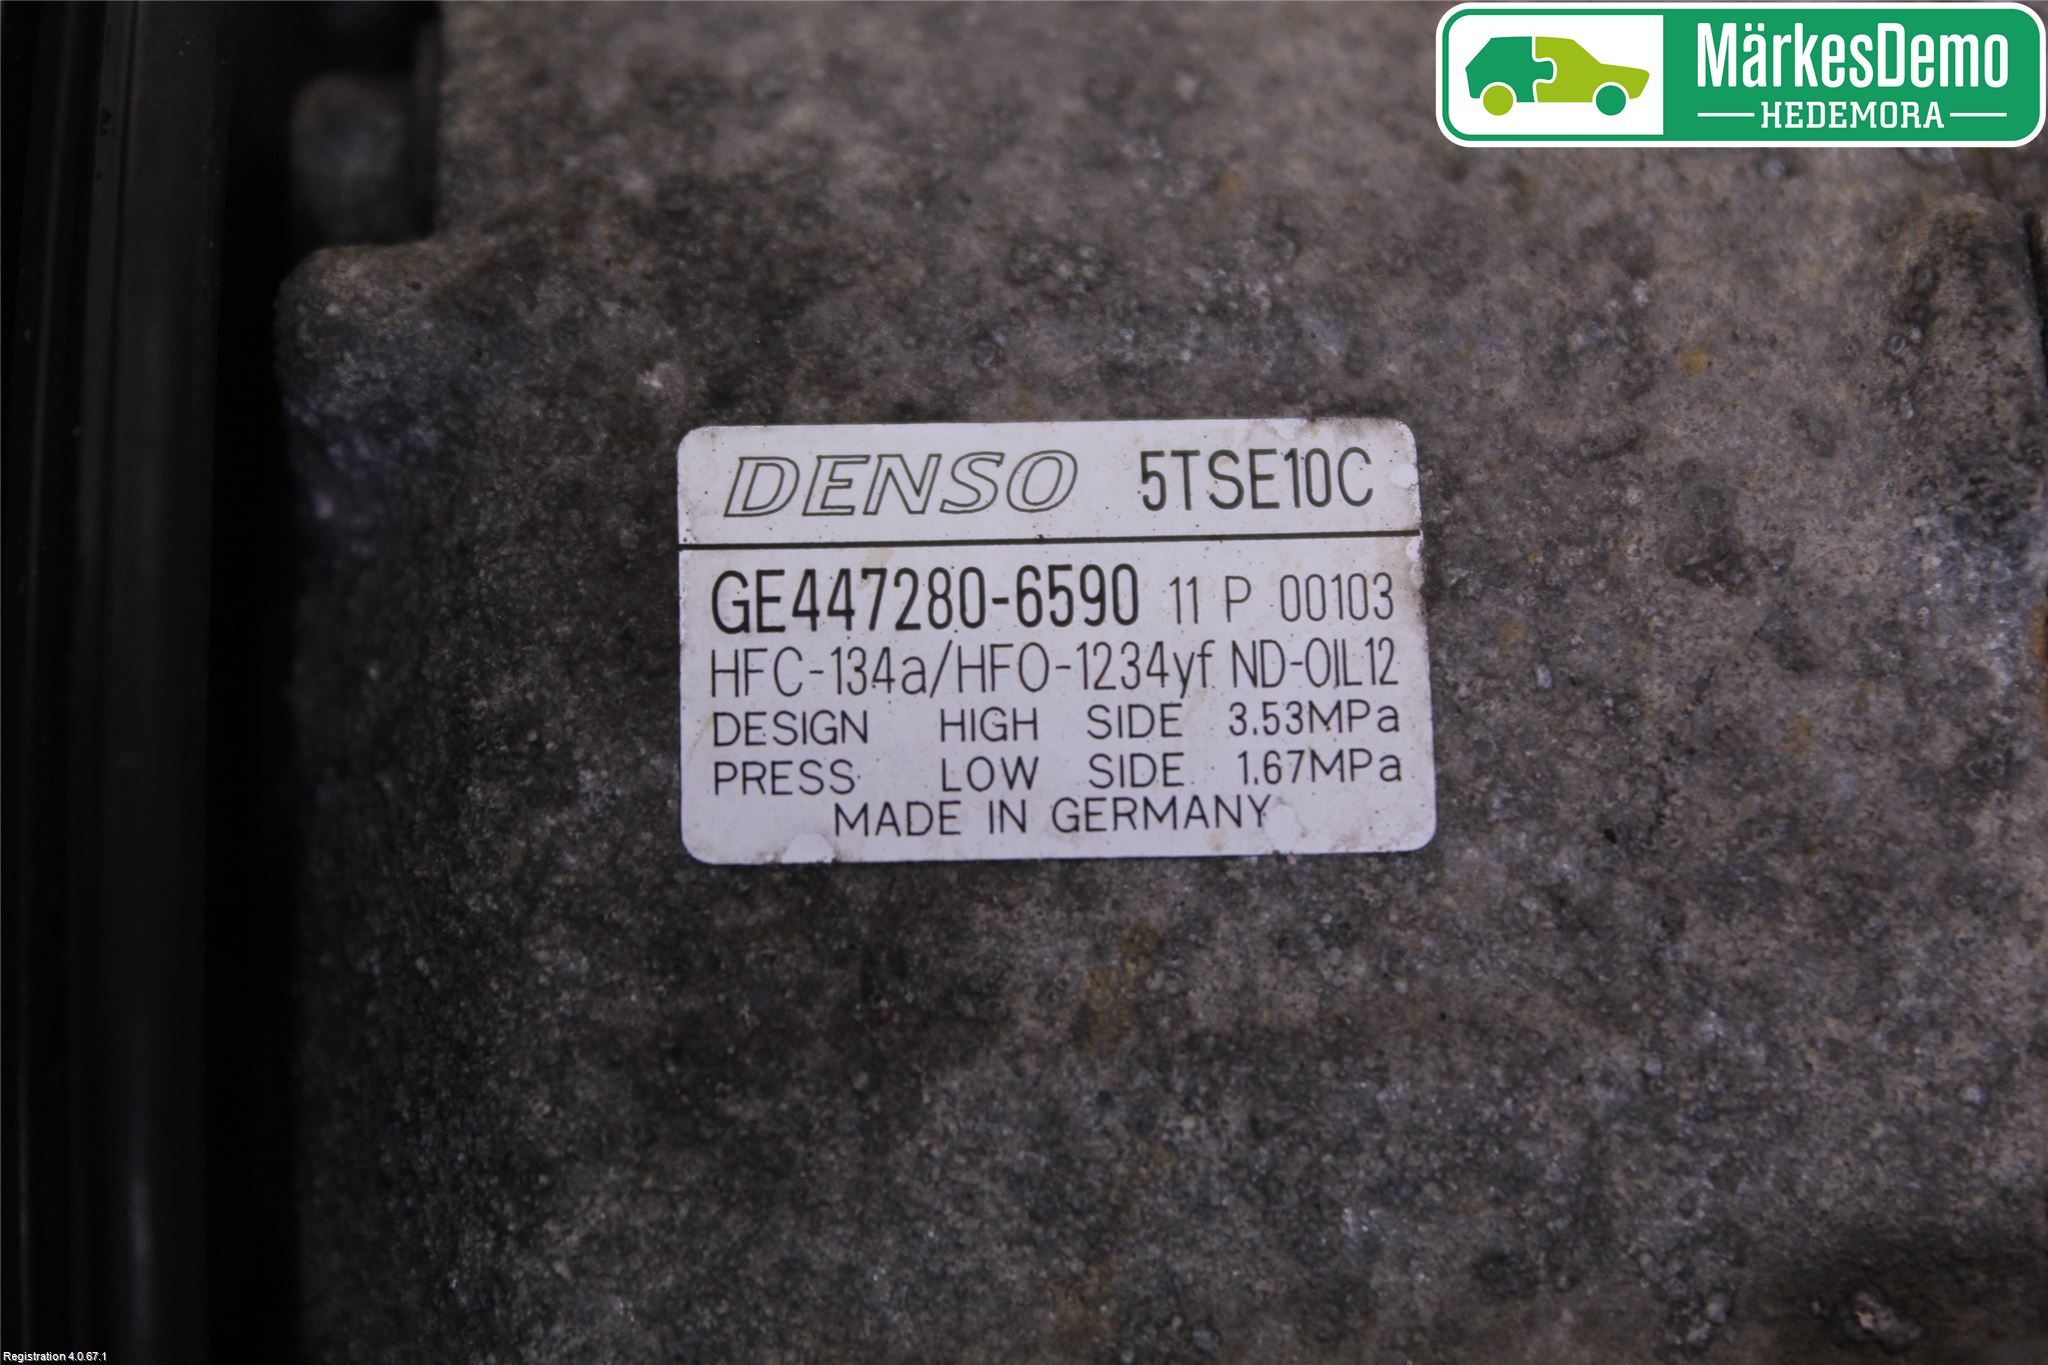 MärkesDemo
HEDEMORA
DENSO 5TSE10C
GE447280-6590 11 P 00103
HFC-134a/HFO-1234yf ND-OIL12
DESIGN HIGH SIDE 3.53MPa
PRESS LOW SIDE 1.67MPa
MADE IN GERMANY
Registration 4.0.67.1